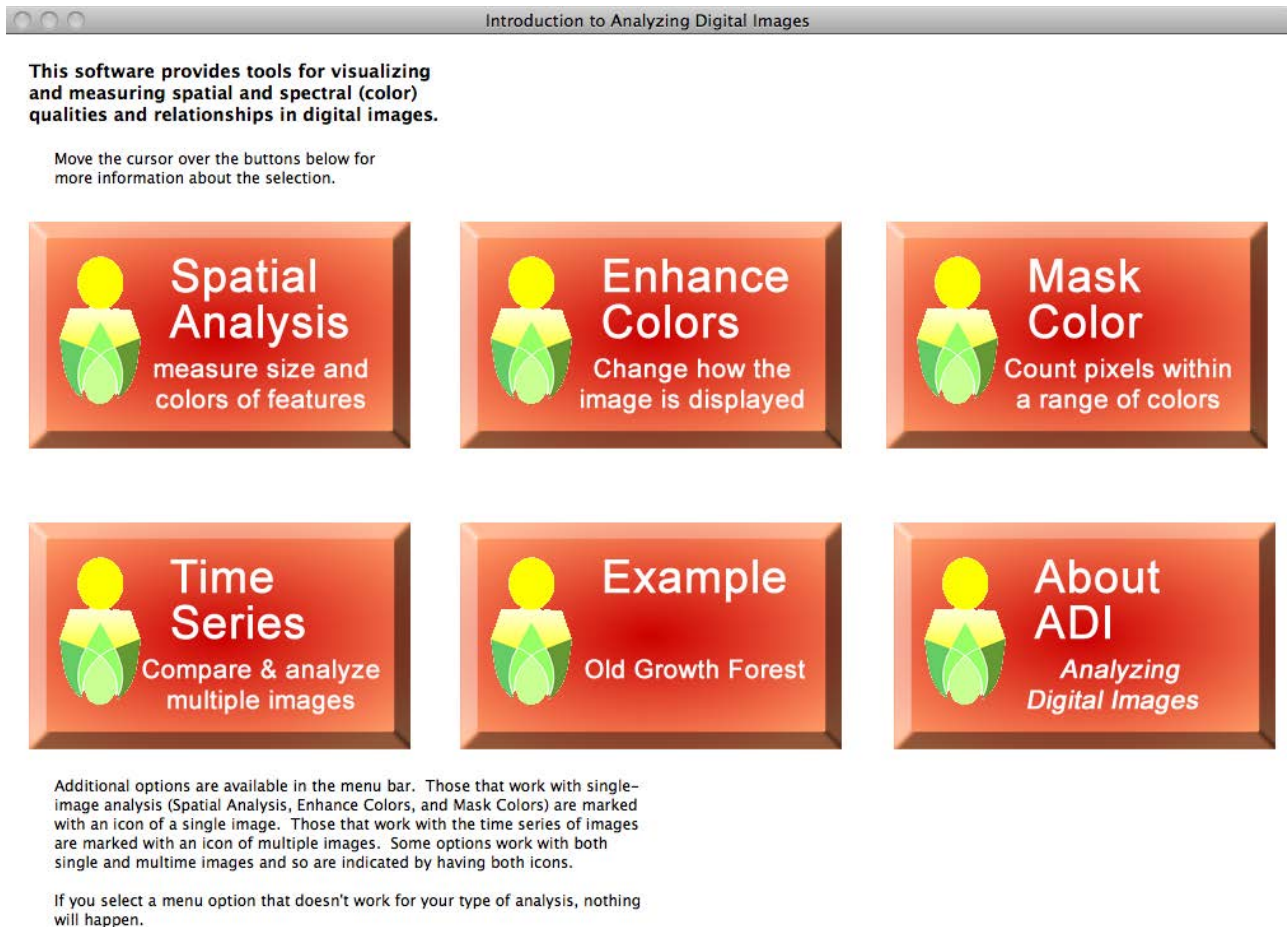 Introduction to Analyzing Digital Images
This software provides tools for visualizing
and measuring spatial and spectral (color)
qualities and relationships in digital images.
Move the cursor over the buttons below for
more information about the selection.
Spatial
Analysis
measure size and
colors of features
Enhance
Colors
Change how the
image is displayed
Mask
Color
Count pixels within
a range of colors
Time
Series
Compare & analyze
multiple images
Example
Old Growth Forest
About
ADI
Analyzing
Digital Images
Additional options are available in the menu bar.  Those that work with single-
image analysis (Spatial Analysis, Enhance Colors, and Mask Colors) are marked
with an icon of a single image.  Those that work with the time series of images
are marked with an icon of multiple images.  Some options work with both
single and multime images and so are indicated by having both icons.
If you select a menu option that doesn't work for your type of analysis, nothing
will happen.